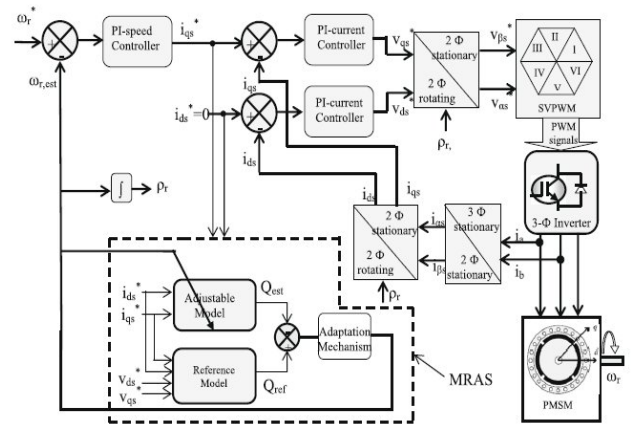 ωr*
PI-speed
Controller
iqs*
PI-current
Controller
vqs*
2 Φ
stationary
2 Φ
rotating
vβs*
vαs*
II
III
I
IV
VI
V
SVPWM
ωr,est
iqs
ids*=0
PI-current
Controller
vds*
ρr,
PWM
signals
ids
∫
ρr
ids
iqs
2 Φ
stationary
2 Φ
rotating
iαs
iβs
3 Φ
stationary
2 Φ
stationary
ia
ib
3-Φ Inverter
ρr
ids*
iqs*
Adjustable
Model
Qest
Adaptation
Mechanism
Reference
Model
Qref
vds*
vqs*
MRAS
q
d
PMSM
ωr